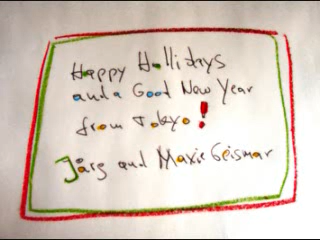 Happy Hollidays
and a Good New Year
from Tokyo!
Jörg and Maxie Geismar